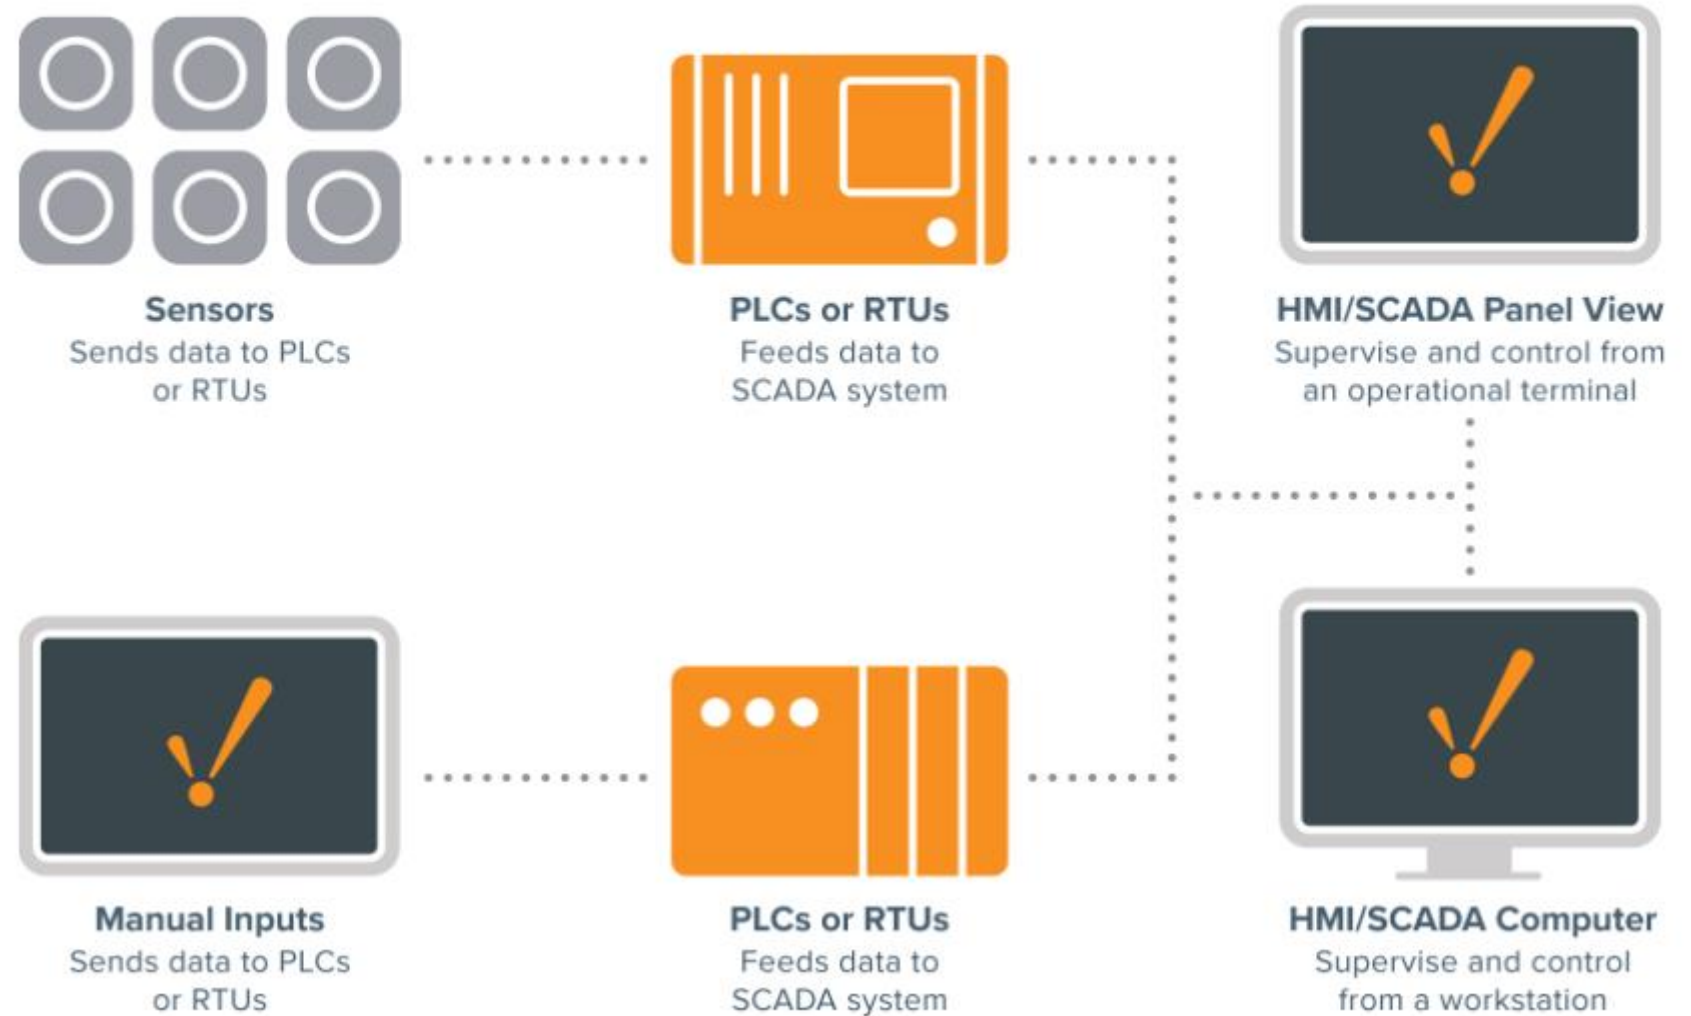 Sensors
Sends data to PLCs
or RTUs
PLCs or RTUs
Feeds data to
SCADA system
HMI/SCADA Panel View
Supervise and control from
an operational terminal
Manual Inputs
Sends data to PLCs
or RTUs
PLCs or RTUs
Feeds data to
SCADA system
HMI/SCADA Computer
Supervise and control
from a workstation